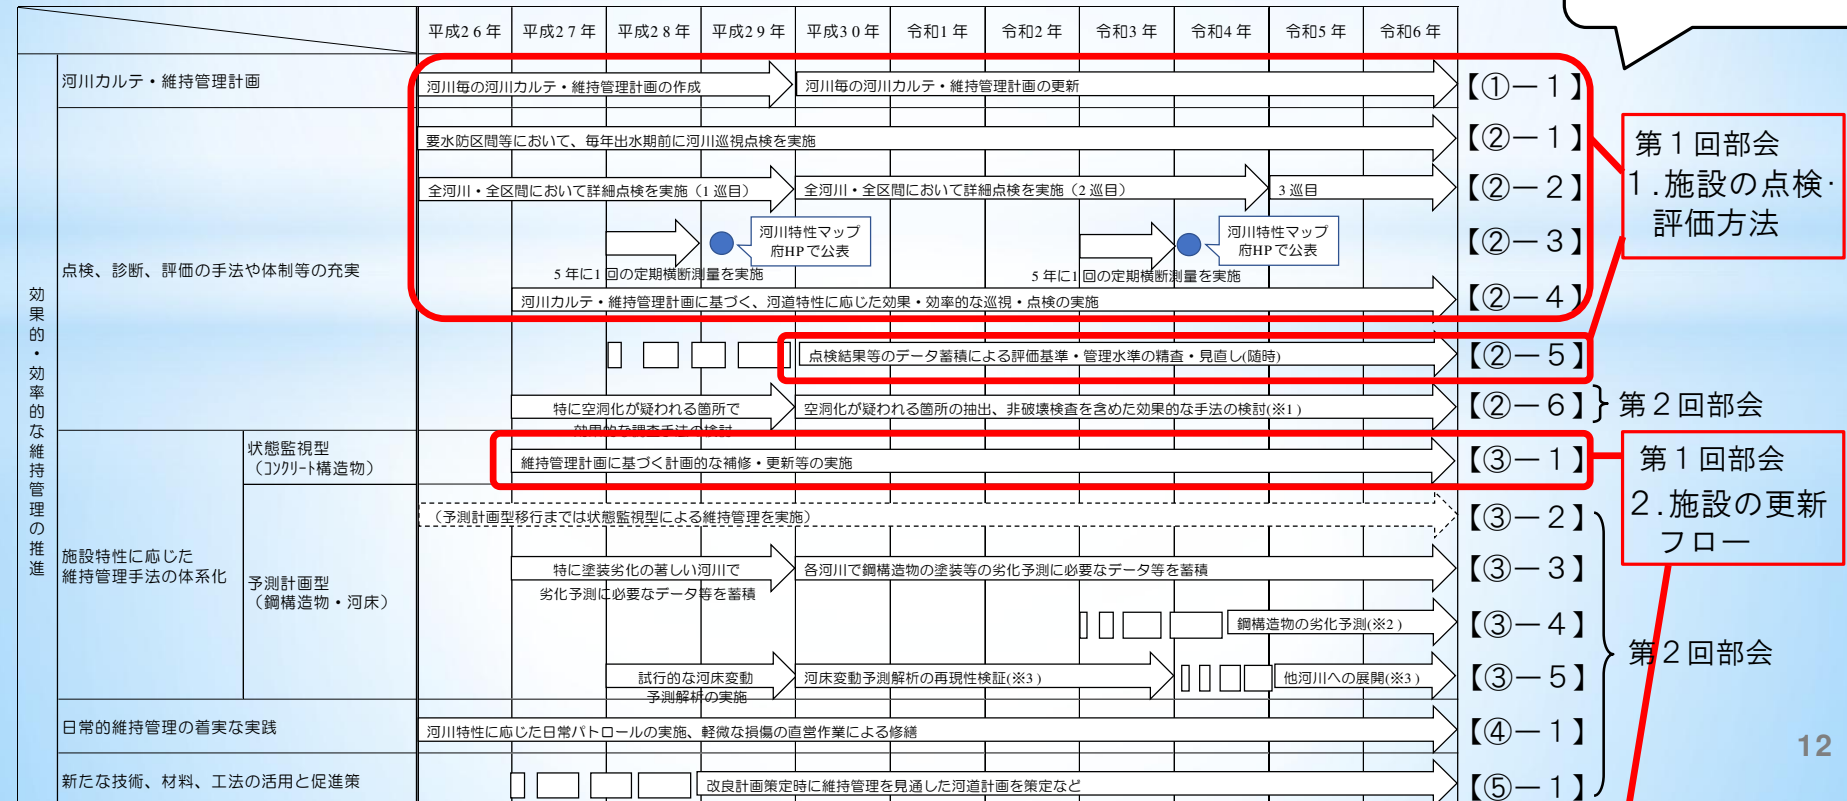 平成26年 平成27年 平成28年 平成29年 平成30年 令和1年 令和2年 令和3年 令和4年 令和5年 令和6年
効果的・効率的な維持管理の推進
河川カルテ・維持管理計画
河川毎の河川カルテ・維持管理計画の作成
河川毎の河川カルテ・維持管理計画の更新
【①－1】
点検、診断、評価の手法や体制等の充実
要水防区間等において、毎年出水期前に河川巡視点検を実施
【②－1】
全河川・全区間において詳細点検を実施（1巡目）
全河川・全区間において詳細点検を実施（2巡目）
3巡目
【②－2】
河川特性マップ
府HPで公表
5年に1回の定期横断測量を実施
河川特性マップ
府HPで公表
5年に1回の定期横断測量を実施
【②－3】
河川カルテ・維持管理計画に基づく、河道特性に応じた効果・効率的な巡視・点検の実施
【②－4】
点検結果等のデータ蓄積による評価基準・管理水準の精査・見直し(随時)
【②－5】
第1回部会
1.施設の点検・
評価方法
特に空洞化が疑われる箇所で
効果的な調査手法の検討
空洞化が疑われる箇所の抽出、非破壊検査を含めた効果的な手法の検討(※1)
【②－6】
第2回部会
施設特性に応じた
維持管理手法の体系化
状態監視型
（ｺﾝｸﾘｰﾄ構造物）
維持管理計画に基づく計画的な補修・更新等の実施
【③－1】
第1回部会
2.施設の更新
フロー
予測計画型
（鋼構造物・河床）
（予測計画型移行までは状態監視型による維持管理を実施）
【③－2】
特に塗装劣化の著しい河川で
劣化予測に必要なデータ等を蓄積
各河川で鋼構造物の塗装等の劣化予測に必要なデータ等を蓄積
【③－3】
鋼構造物の劣化予測(※2)
【③－4】
試行的な河床変動
予測解析の実施
河床変動予測解析の再現性検証(※3)
他河川への展開(※3)
【③－5】
第2回部会
日常的維持管理の着実な実践
河川特性に応じた日常パトロールの実施、軽微な損傷の直営作業による修繕
【④－1】
新たな技術、材料、工法の活用と促進策
改良計画策定時に維持管理を見通した河道計画を策定など
【⑤－1】
12